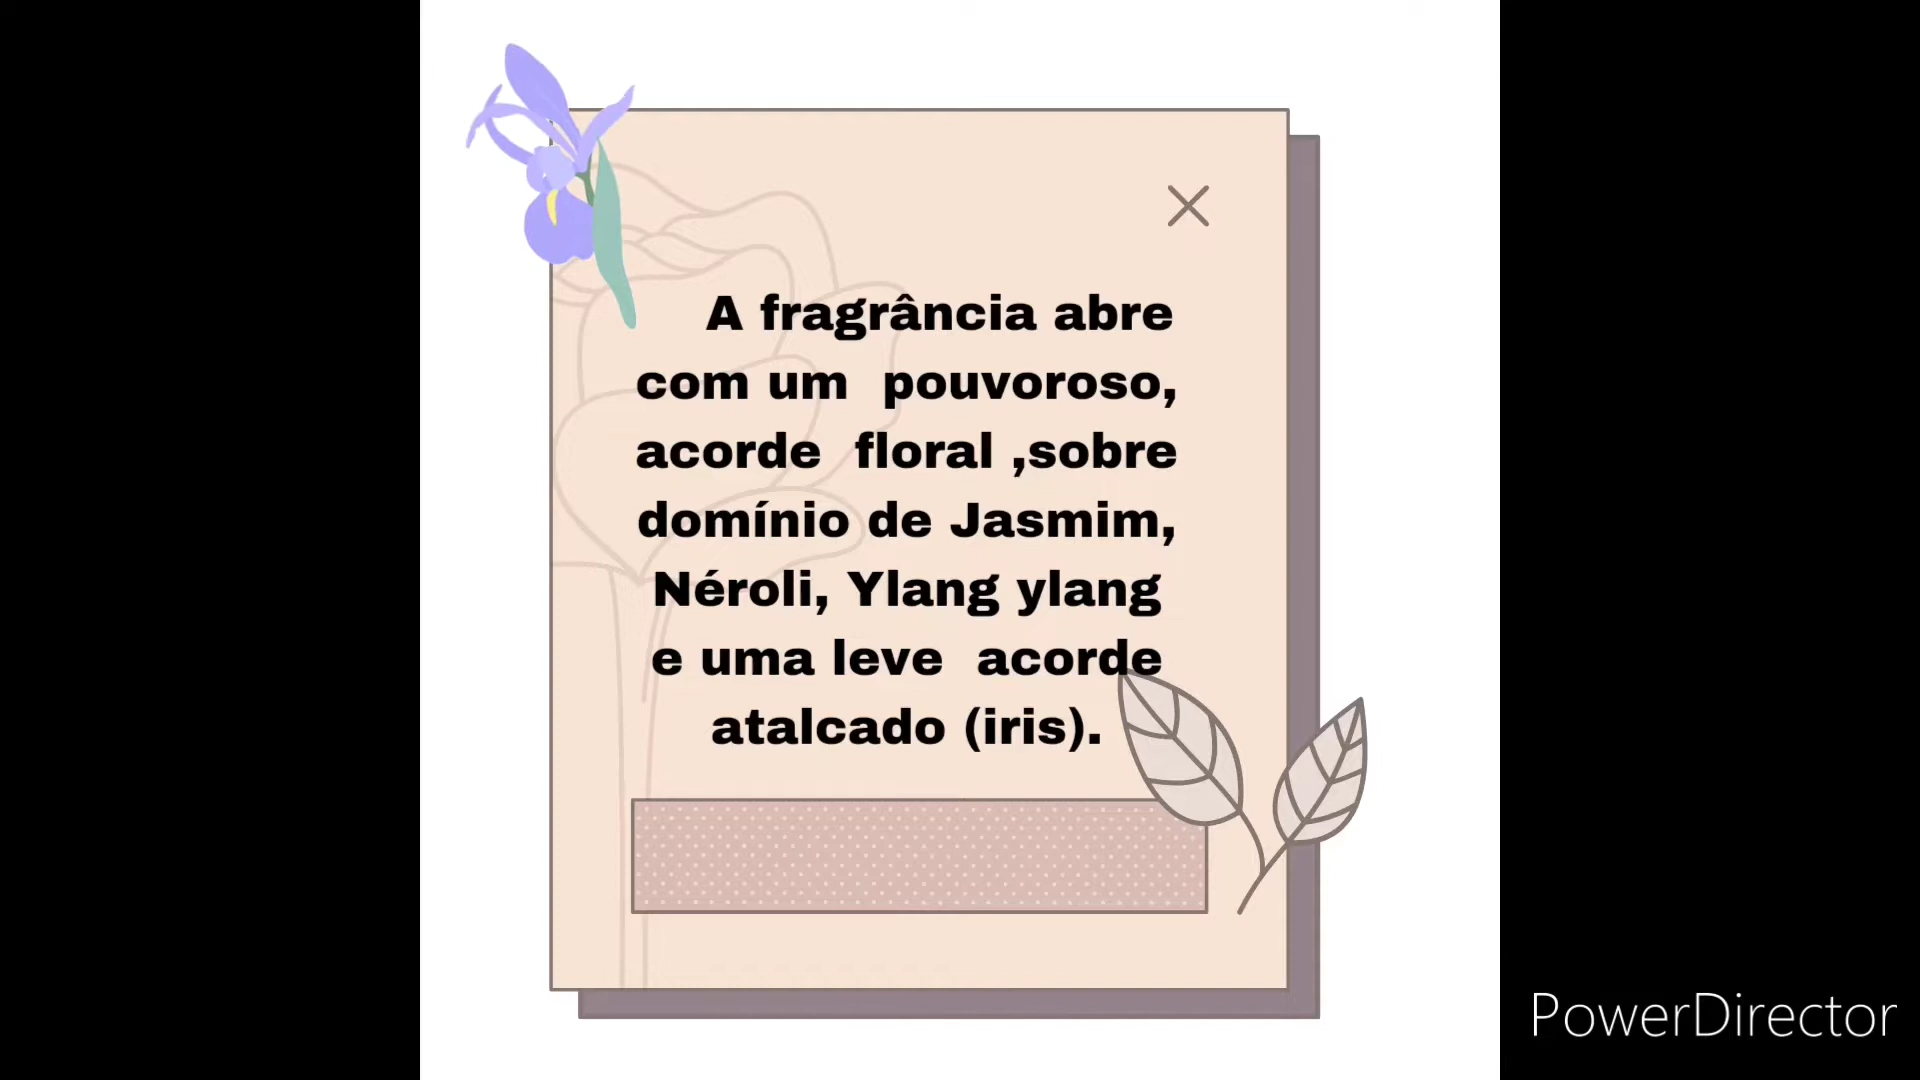 A fragrância abre
com um pouvoroso,
acorde floral ,sobre
domínio de Jasmim,
Néroli, Ylang ylang
e uma leve acorde
atalcado (iris).
PowerDirector